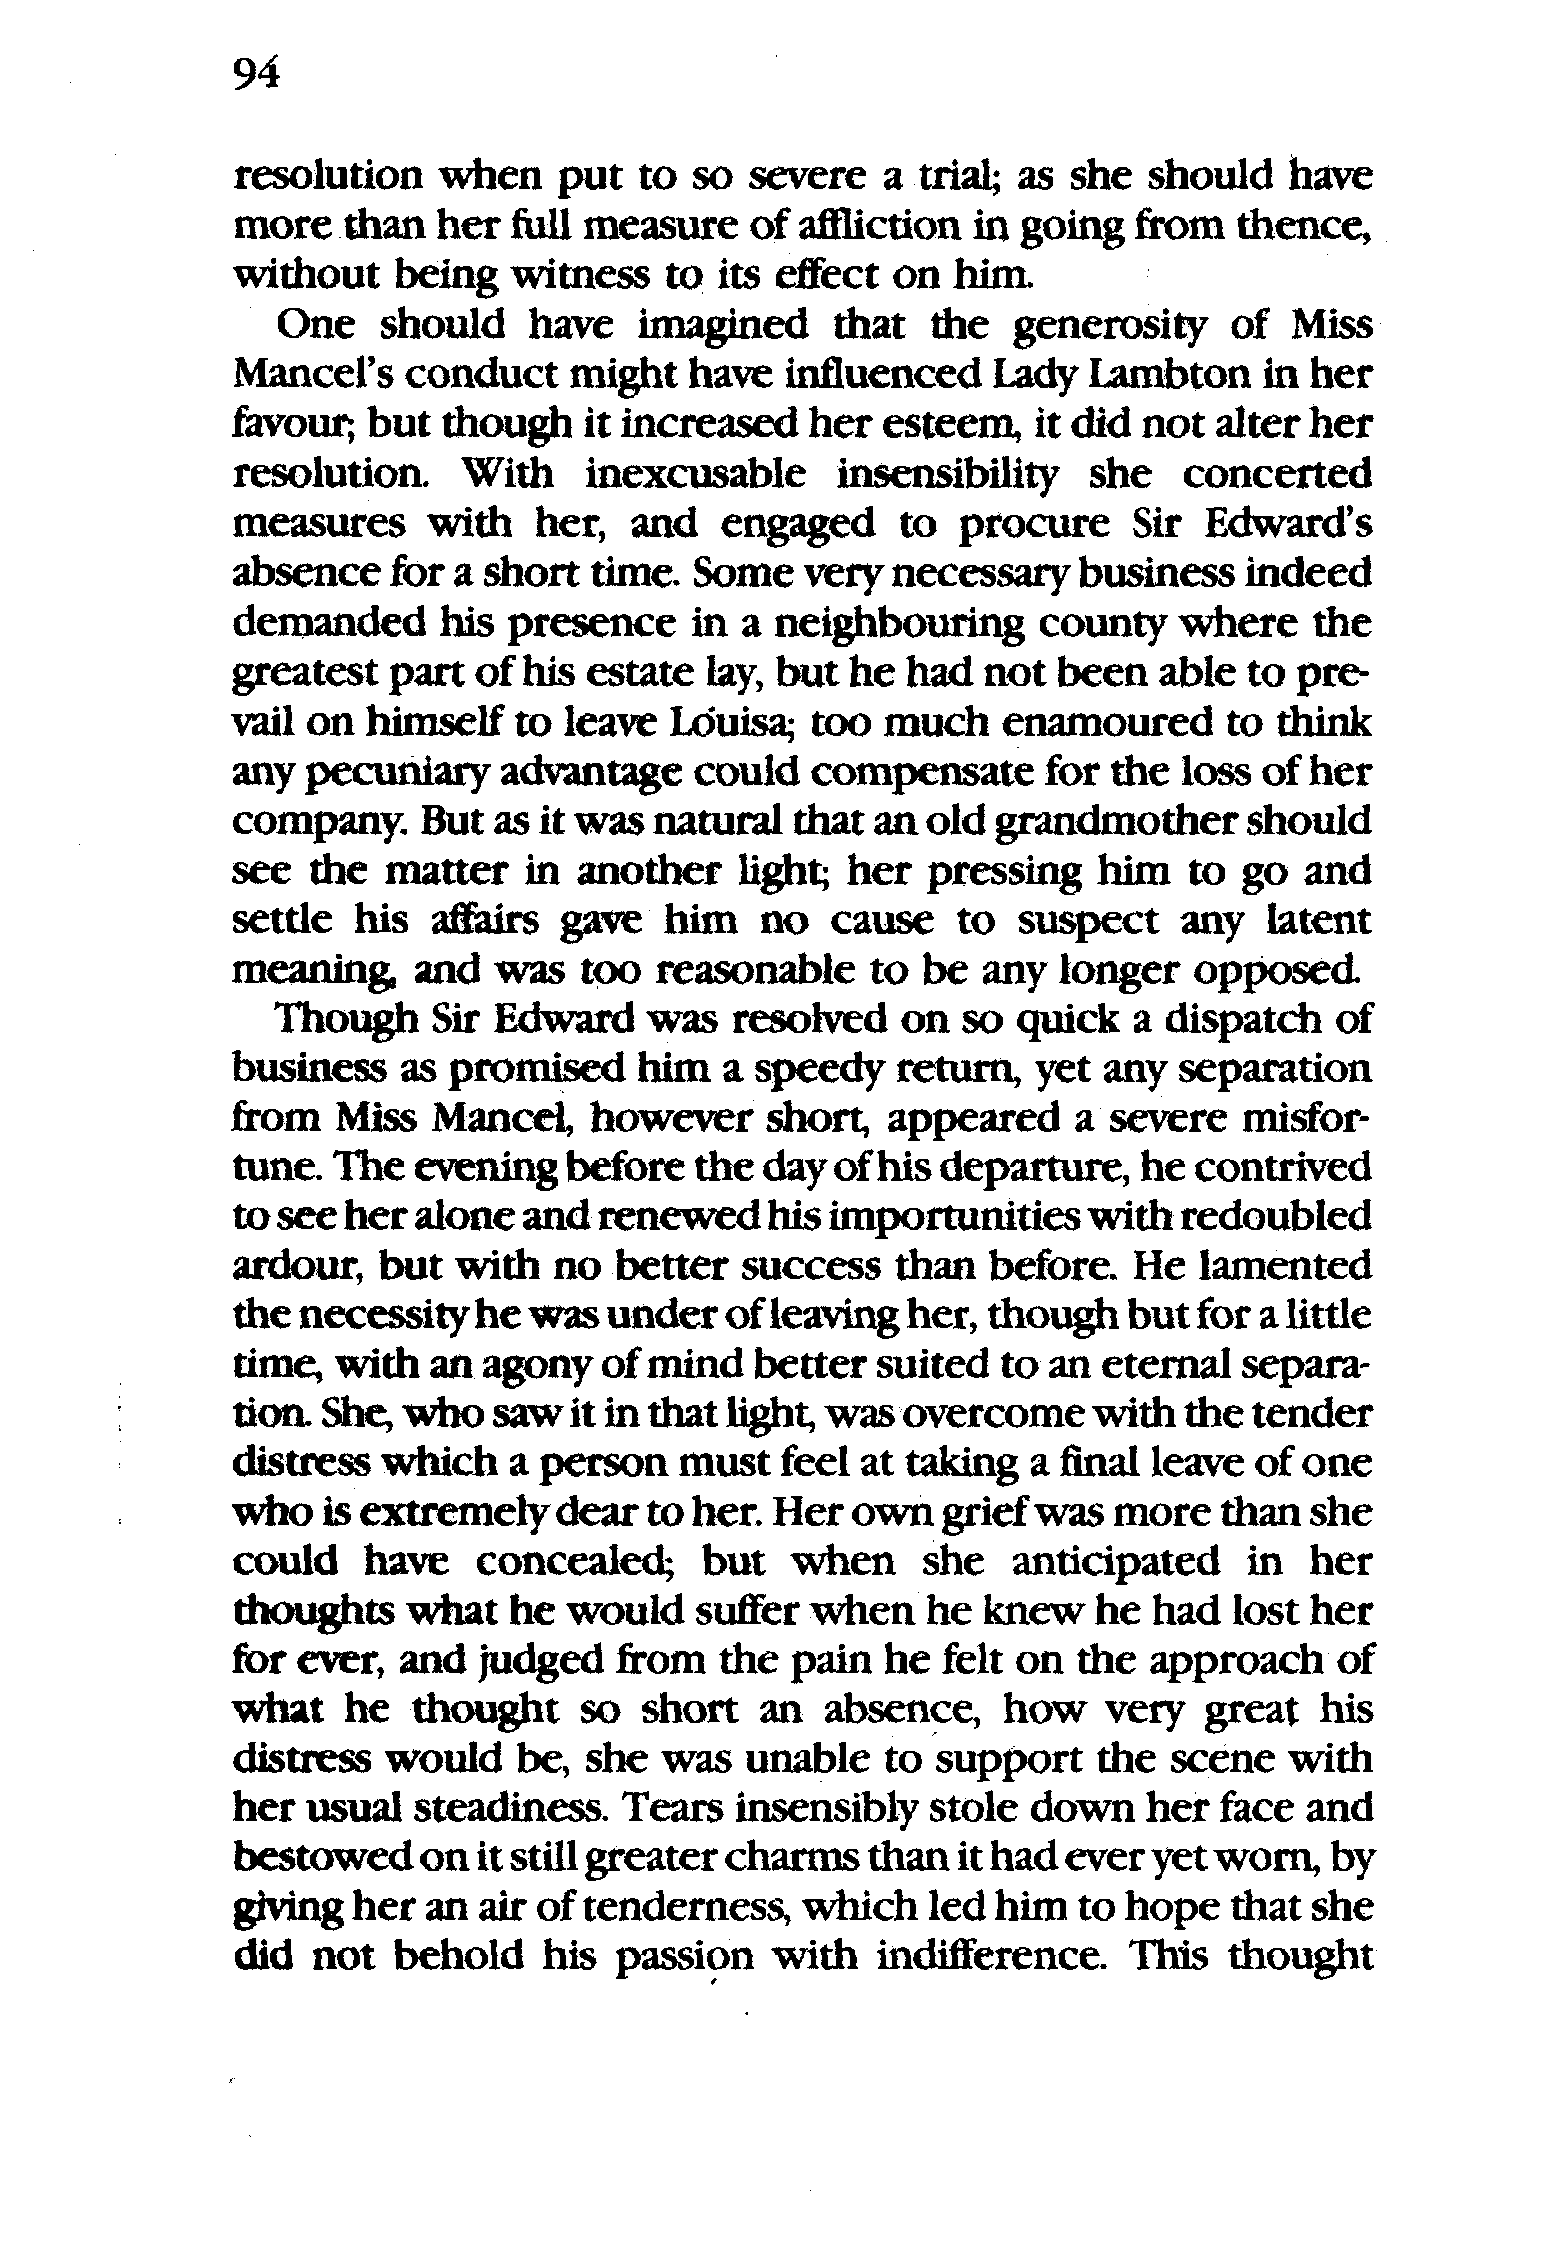 94
resolution when put to so severe a trial; as she should have
more than her full measure of affliction in going from thence,
without being witness to its effect on him.
One should have imagined that the generosity of Miss
Mancel's conduct might have influenced Lady Lambton in her
favour; but though it increased her esteem, it did not alter her
resolution. With inexcusable insensibility she concerted
measures with her, and engaged to procure Sir Edward's
absence for a short time. Some very necessary business indeed
demanded his presence in a neighbouring county where the
greatest part of his estate lay, but he had not been able to pre-
vail on himself to leave Louisa; too much enamoured to think
any pecuniary advantage could compensate for the loss of her
company. But as it was natural that an old grandmother should
see the matter in another light; her pressing him to go and
settle his affairs gave him no cause to suspect any latent
meaning, and was too reasonable to be any longer opposed.
Though Sir Edward was resolved on so quick a dispatch of
business as promised him a speedy return, yet any separation
from Miss Mancel, however short, appeared a severe misfor-
tune. The evening before the day of his departure, he contrived
to see her alone and renewed his importunities with redoubled
ardour, but with no better success than before. He lamented
the necessity he was under of leaving her, though but for a little
time, with an agony of mind better suited to an eternal separa-
tion. She, who saw it in that light, was overcome with the tender
distress which a person must feel at taking a final leave of one
who is extremely dear to her. Her own grief was more than she
could have concealed; but when she anticipated in her
thoughts what he would suffer when he knew he had lost her
for ever, and judged from the pain he felt on the approach of
what he thought so short an absence, how very great his
distress would be, she was unable to support the scene with
her usual steadiness. Tears insensibly stole down her face and
bestowed on it still greater charms than it had ever yet worn, by
giving her an air of tenderness, which led him to hope that she
did not behold his passion with indifference. This thought